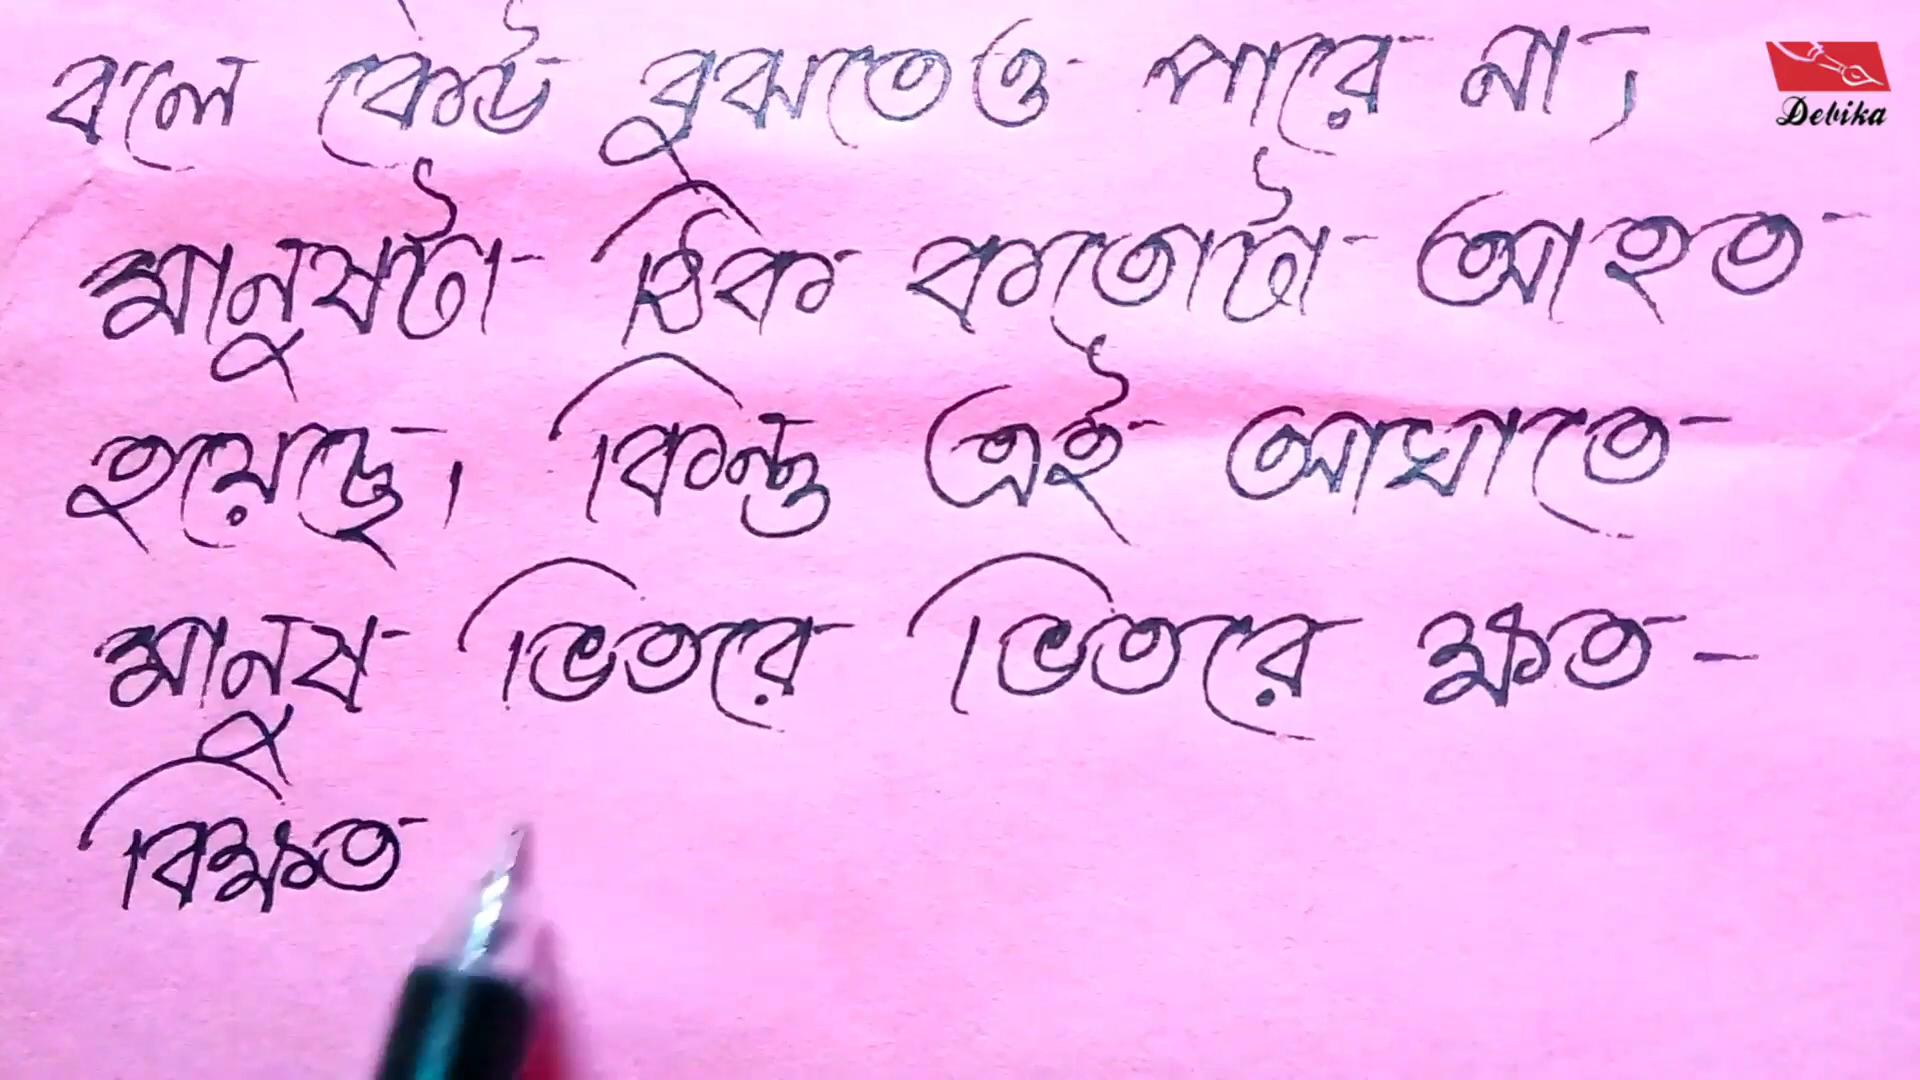 বলে কেউ বুঝতেও পারে না,
Debika
মানুষটা ঠিক কতোটা আহত
হয়েছে। কিন্তু এই আঘাতে
মানুষ ভিতরে ভিতরে ক্ষত-
বিক্ষত